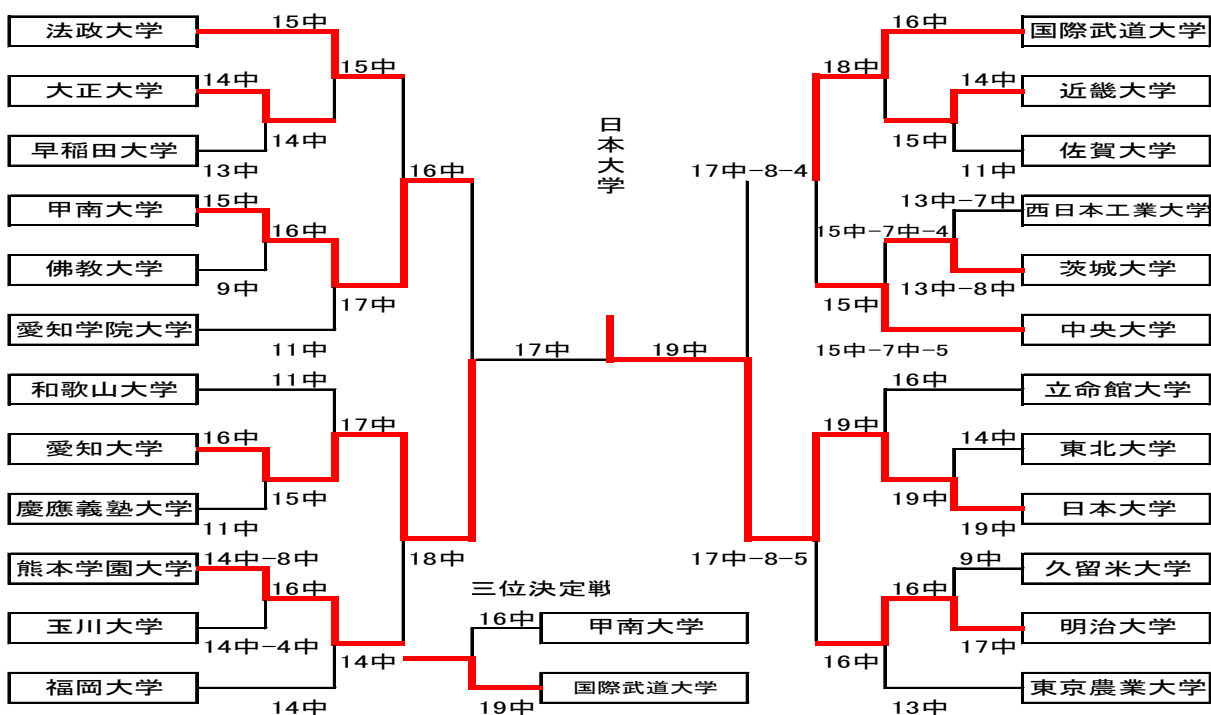 法政大学
15中
大正大学
14中
15中
早稲田大学
13中
14中
甲南大学
15中
16中
佛教大学
9中
16中
愛知学院大学
11中
17中
和歌山大学
11中
愛知大学
16中
17中
慶應義塾大学
11中
15中
熊本学園大学
14中-8中
18中
玉川大学
14中-4中
16中
福岡大学
14中
14中
17中
日本大学
19中
三位決定戦
16中
甲南大学
19中
国際武道大学
16中
国際武道大学
18中
14中
近畿大学
15中
11中
佐賀大学
17中-8-4
13中-7中
西日本工業大学
15中-7中-4
13中-8中
茨城大学
15中
中央大学
15中-7中-5
16中
立命館大学
19中
14中
東北大学
19中
19中
日本大学
17中-8-5
9中
久留米大学
16中
17中
明治大学
16中
13中
東京農業大学